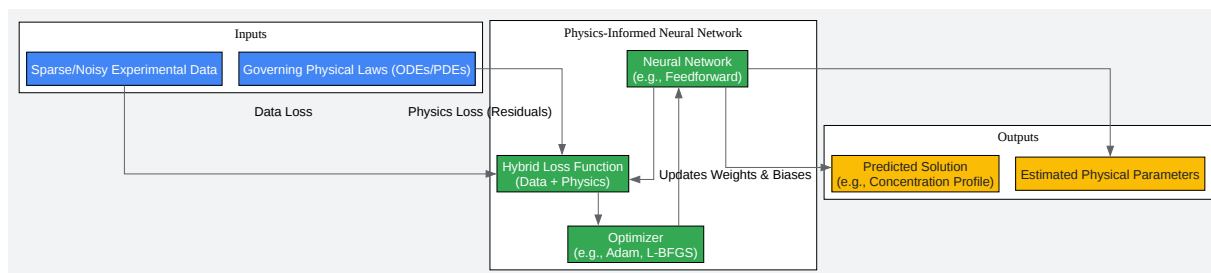 Inputs
Sparse/Noisy Experimental Data
Governing Physical Laws (ODEs/PDEs)
Data Loss
Physics Loss (Residuals)
Physics-Informed Neural Network
Neural Network
(e.g., Feedforward)
Hybrid Loss Function
(Data + Physics)
Updates Weights & Biases
Optimizer
(e.g., Adam, L-BFGS)
Outputs
Predicted Solution
(e.g., Concentration Profile)
Estimated Physical Parameters